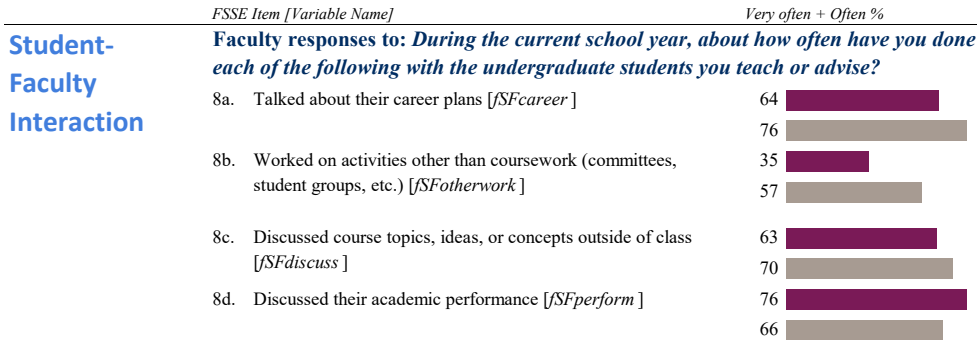 FSSE Item [Variable Name] Very often + Often %
Student-
Faculty
Interaction
Faculty responses to: During the current school year, about how often have you done
each of the following with the undergraduate students you teach or advise?
8a. Talked about their career plans [fSFcareer ] 64
76
8b. Worked on activities other than coursework (committees, 35
student groups, etc.) [fSFotherwork ] 57
8c. Discussed course topics, ideas, or concepts outside of class 63
[fSFdiscuss ] 70
8d. Discussed their academic performance [fSFperform ] 76
66